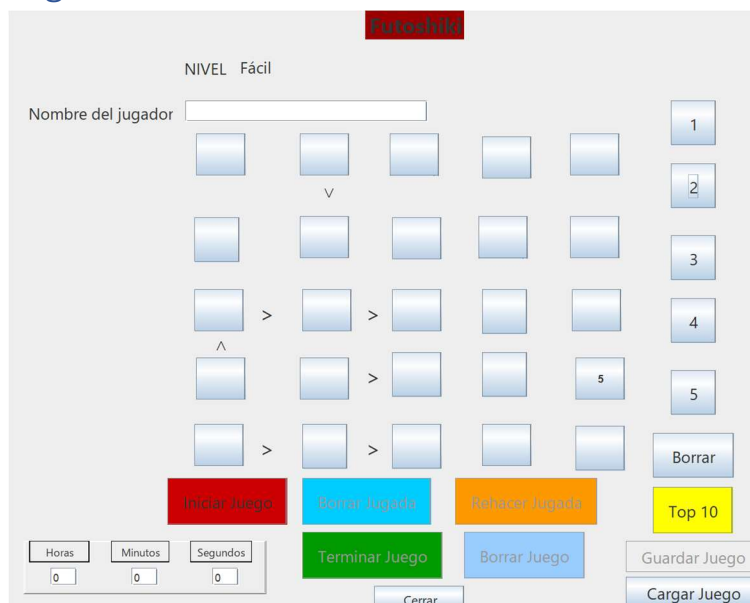 Futoshiki
NIVEL Fácil
Nombre del jugador
1
2
∨
3
> >
4
∧
> 5
5
> >
Borrar
Iniciar Juego Borrar Jugada Rehacer Jugada
Top 10
Horas Minutos Segundos
Terminar Juego Borrar Juego Guardar Juego
0 0 0
Cerrar Cargar Juego